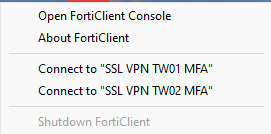 Open FortiClient Console
About FortiClient
Connect to "SSL VPN TW01 MFA"
Connect to "SSL VPN TW02 MFA"
Shutdown FortiClient